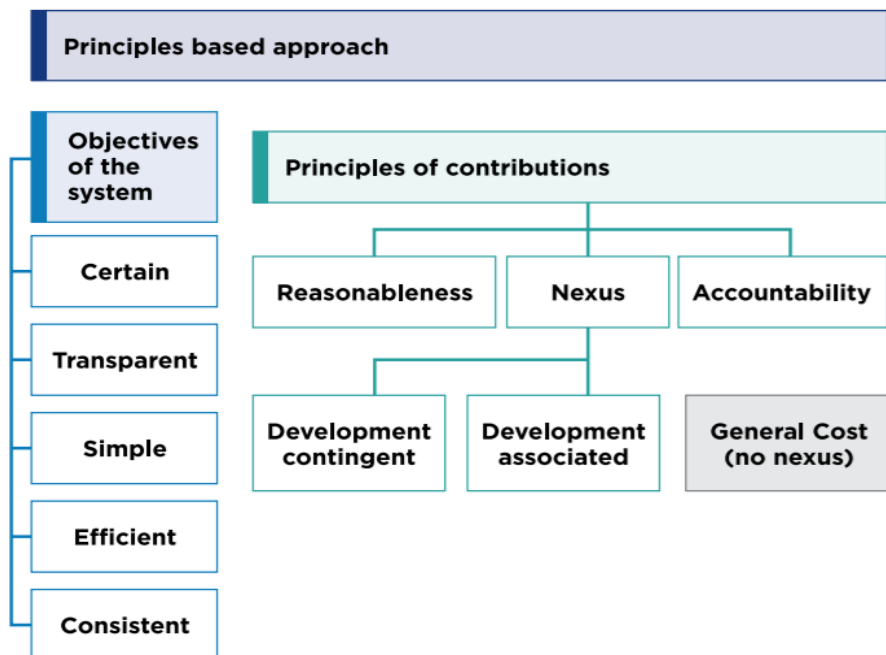 Principles based approach
Objectives
of the
system
Certain
Transparent
Simple
Efficient
Consistent
Principles of contributions
Reasonableness
Nexus
Accountability
Development
contingent
Development
associated
General Cost
(no nexus)